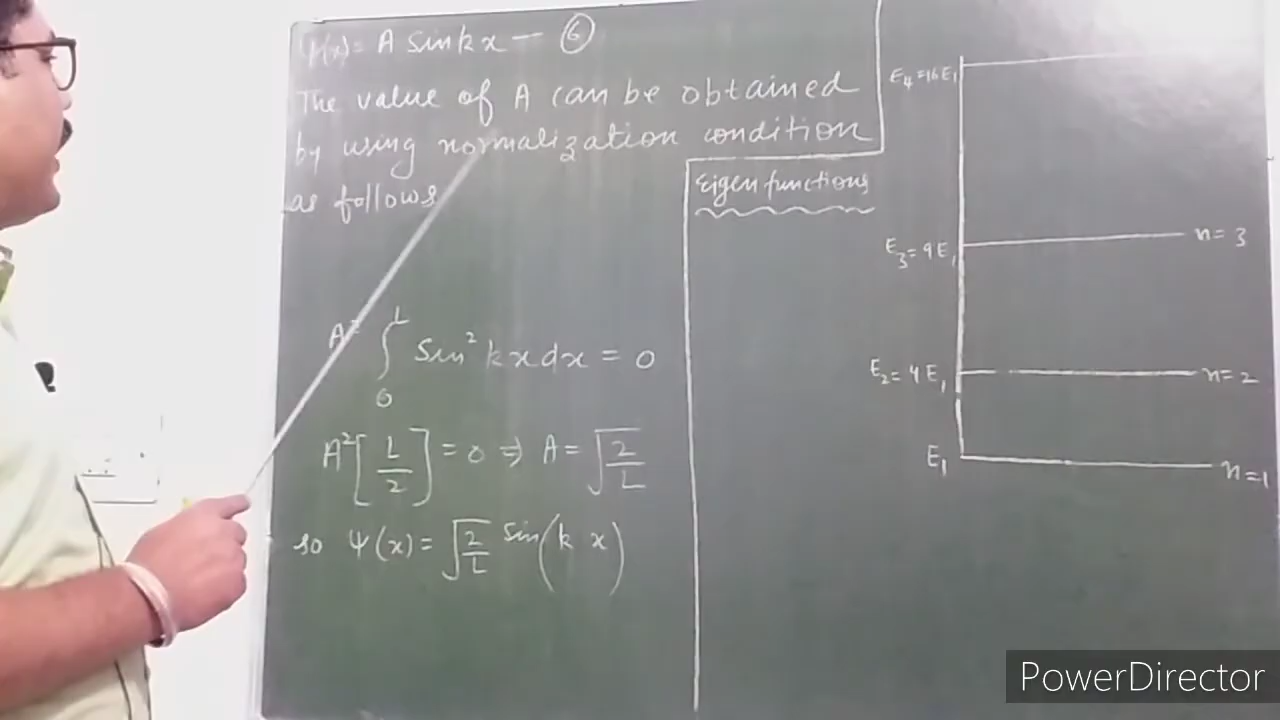 ψ(x) = A sin kx — ⑥
The value of A can be obtained
by using normalization condition
as follows
A² ∫₀ᴸ sin² kx dx = 0
A² [L/2] = 0 ⇒ A = √(2/L)
so ψ(x) = √(2/L) sin(k x)
Eigen functions
E₄=16E₁
E₃=9E₁ n=3
E₂=4E₁ n=2
E₁ n=1
PowerDirector